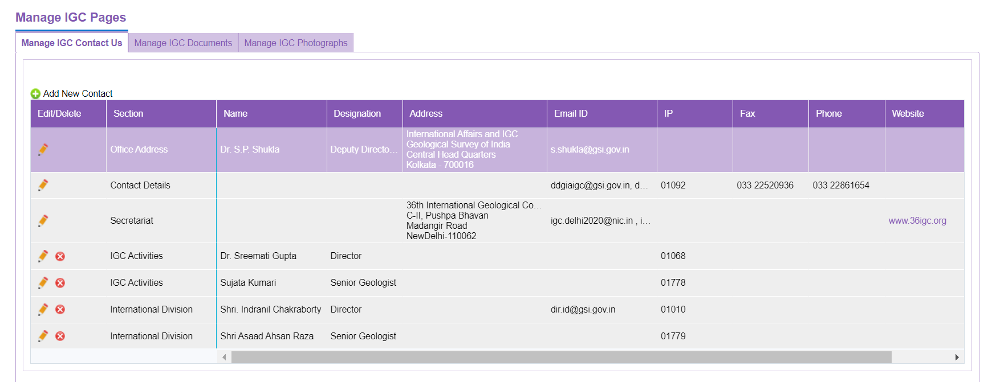 Manage IGC Pages
Manage IGC Contact Us Manage IGC Documents Manage IGC Photographs
Add New Contact
Edit/Delete Section Name Designation Address Email ID IP Fax Phone Website
Office Address Dr. S.P. Shukla Deputy Directo... International Affairs and IGC
Geological Survey of India
Central Head Quarters
Kolkata - 700016 s.shukla@gsi.gov.in
Contact Details ddgiaigc@gsi.gov.in, d... 01092 033 22520936 033 22861654
Secretariat 36th International Geological Co...
C-II, Pushpa Bhavan
Madangir Road
NewDelhi-110062 igc.delhi2020@nic.in , i... www.36igc.org
IGC Activities Dr. Sreemati Gupta Director 01068
IGC Activities Sujata Kumari Senior Geologist 01778
International Division Shri. Indranil Chakraborty Director dir.id@gsi.gov.in 01010
International Division Shri Asaad Ahsan Raza Senior Geologist 01779